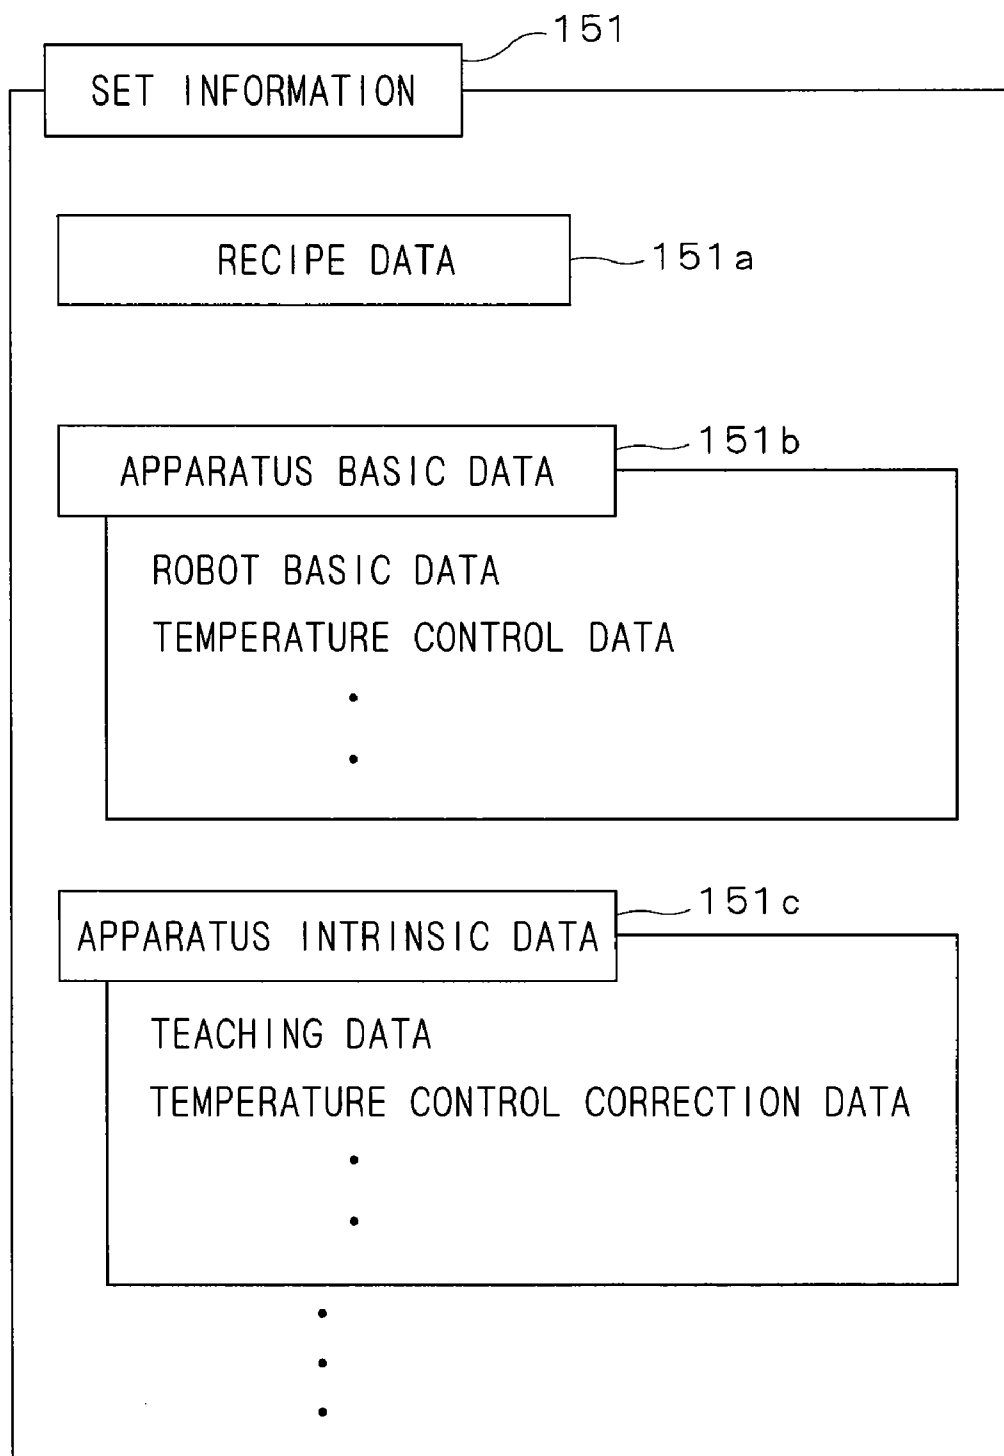 151
SET INFORMATION
RECIPE DATA
151a
151b
APPARATUS BASIC DATA
ROBOT BASIC DATA
TEMPERATURE CONTROL DATA
151c
APPARATUS INTRINSIC DATA
TEACHING DATA
TEMPERATURE CONTROL CORRECTION DATA